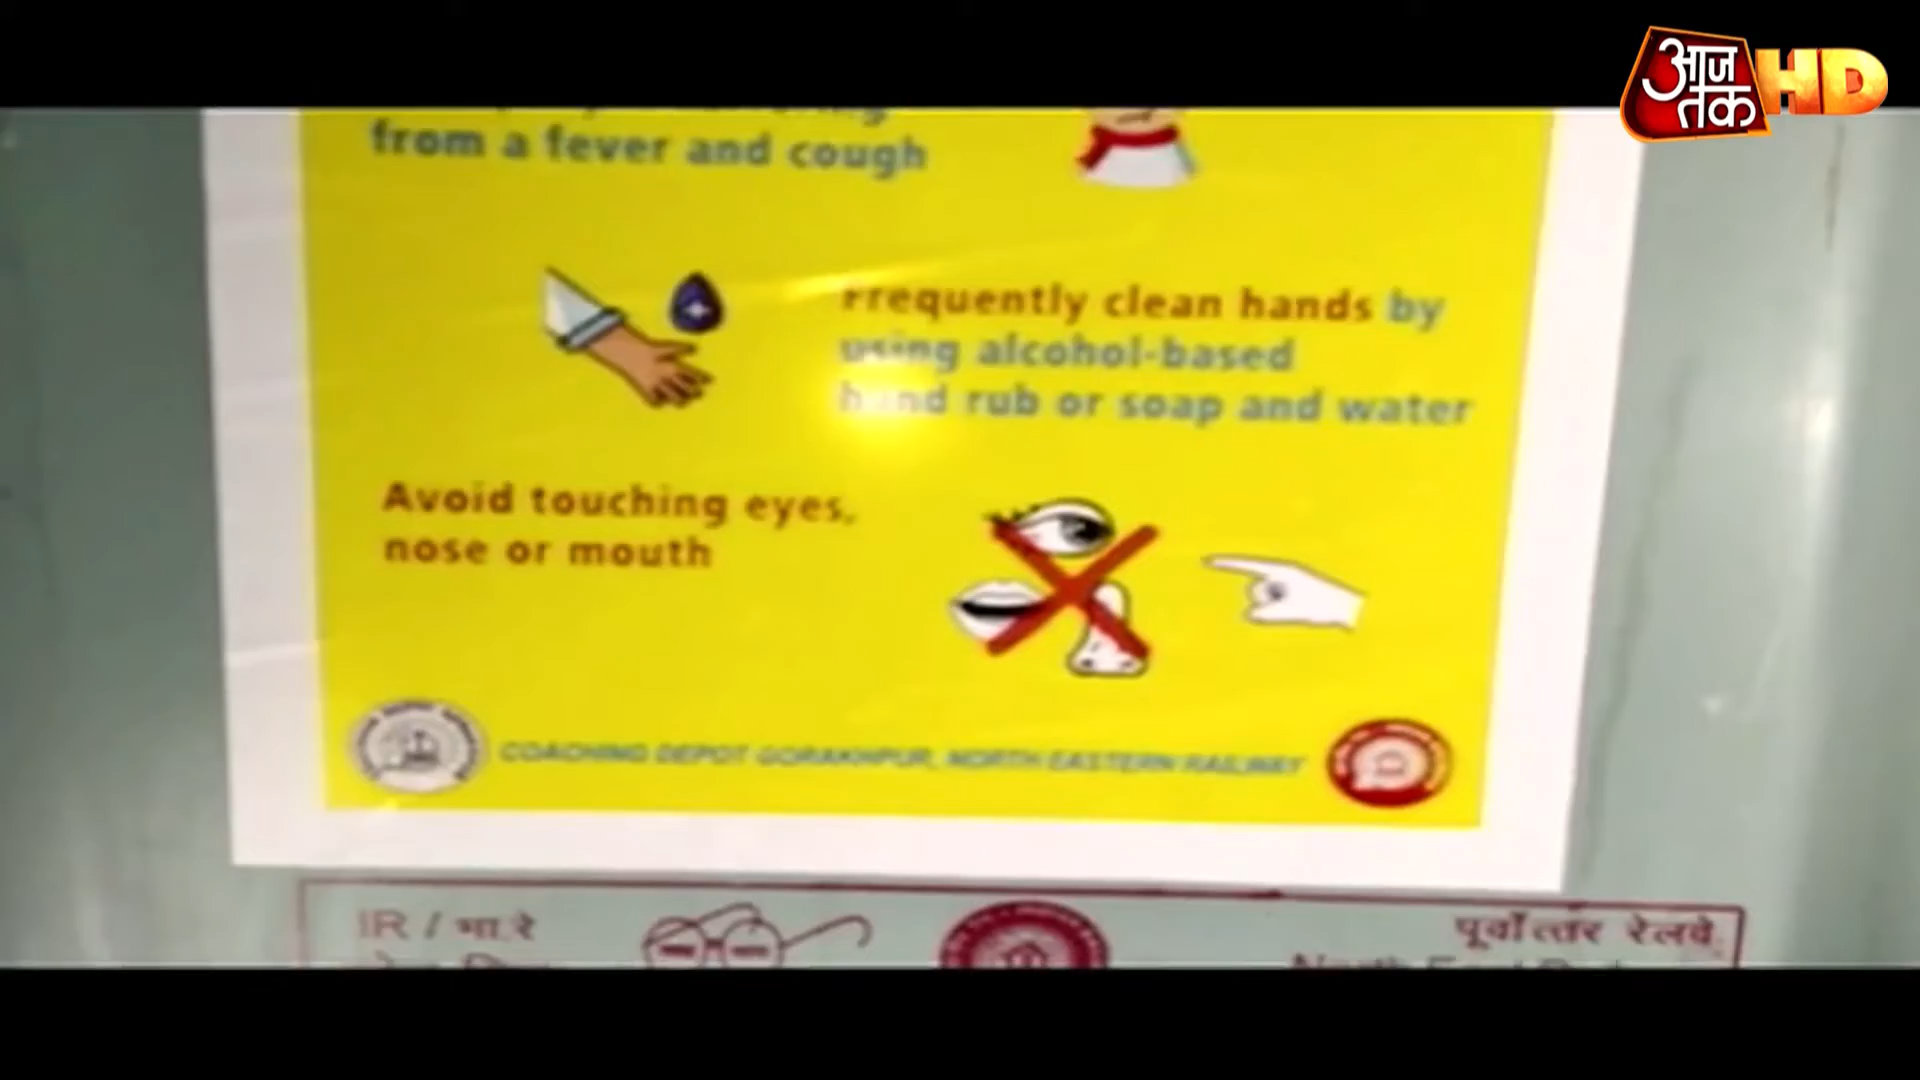 आज
तक HD
from a fever and cough
Frequently clean hands by
using alcohol-based
hand rub or soap and water
Avoid touching eyes,
nose or mouth
COACHING DEPOT GORAKHPUR, NORTH EASTERN RAILWAY
IR / भा.रे
पूर्वोत्तर रेलवे